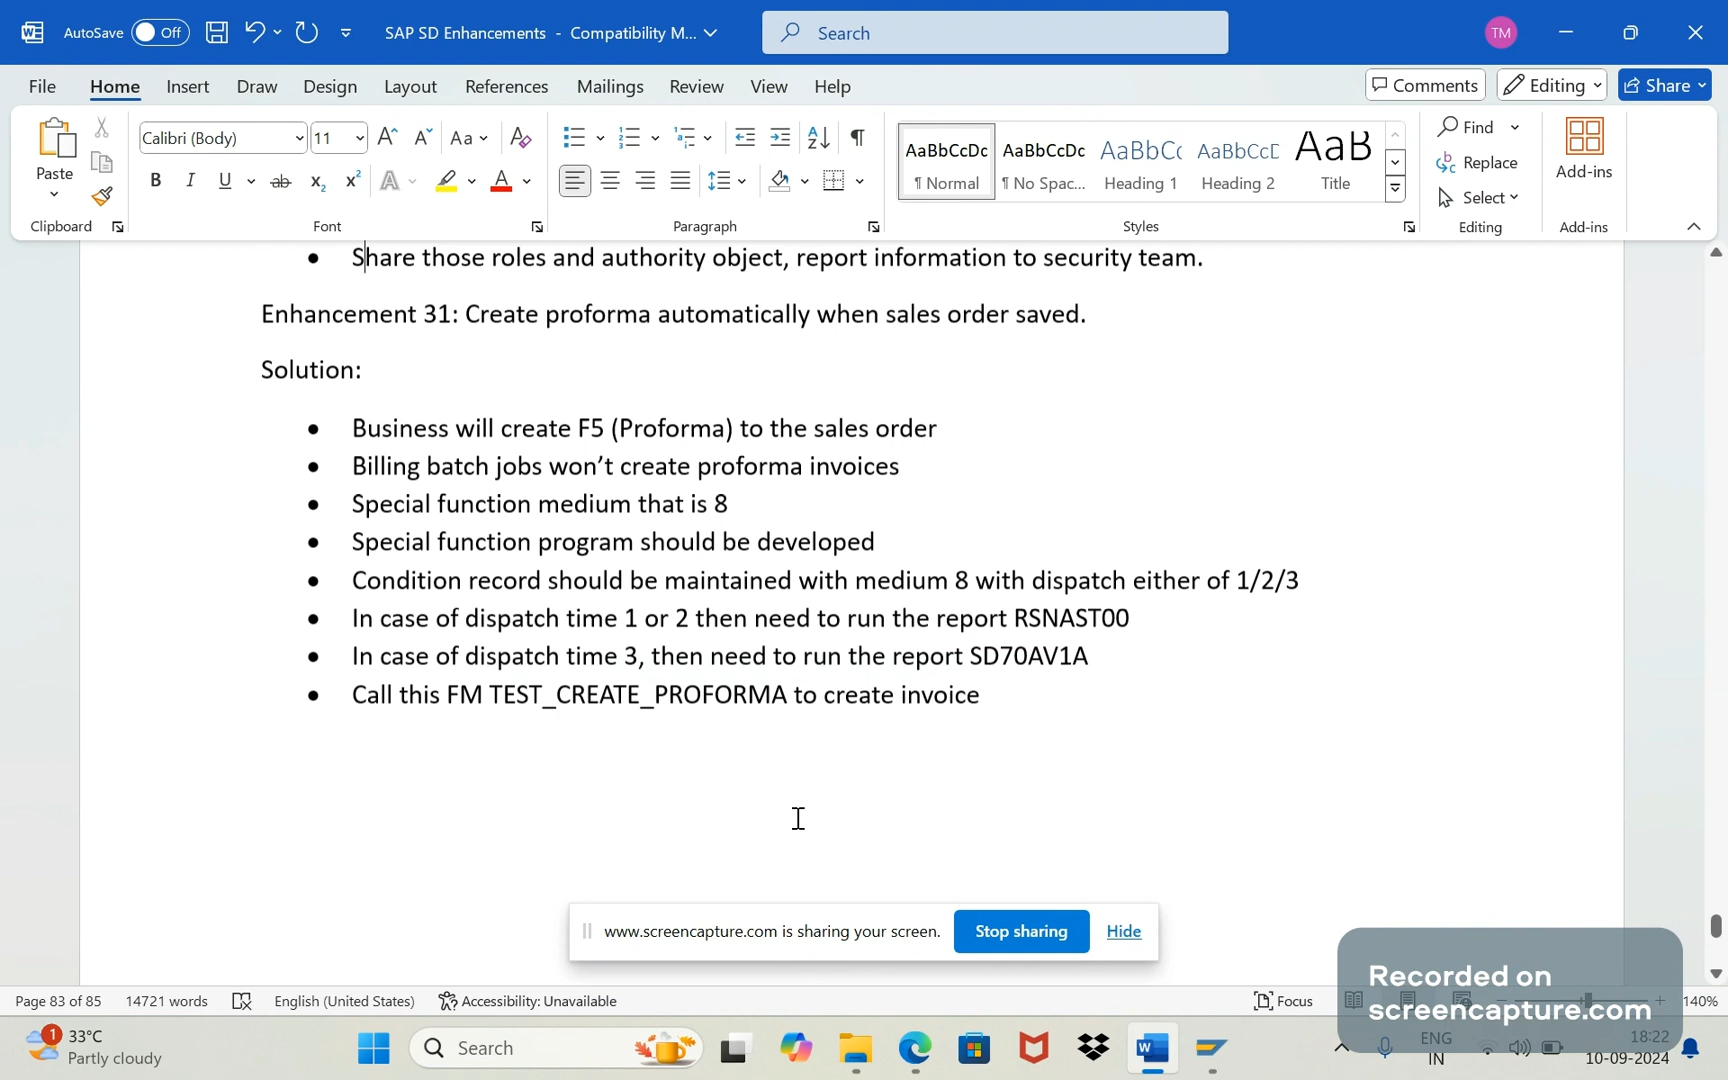 AutoSave Off SAP SD Enhancements - Compatibility M... Search TM
File Home Insert Draw Design Layout References Mailings Review View Help Comments Editing Share
Paste Calibri (Body) 11 Aa AaBbCcDc AaBbCcDc AaBbCc AaBbCcD AaB Find Replace Select Add-ins
¶ Normal ¶ No Spac... Heading 1 Heading 2 Title
Clipboard Font Paragraph Styles Editing Add-ins
• Share those roles and authority object, report information to security team.
Enhancement 31: Create proforma automatically when sales order saved.
Solution:
• Business will create F5 (Proforma) to the sales order
• Billing batch jobs won’t create proforma invoices
• Special function medium that is 8
• Special function program should be developed
• Condition record should be maintained with medium 8 with dispatch either of 1/2/3
• In case of dispatch time 1 or 2 then need to run the report RSNAST00
• In case of dispatch time 3, then need to run the report SD70AV1A
• Call this FM TEST_CREATE_PROFORMA to create invoice
www.screencapture.com is sharing your screen. Stop sharing Hide
Recorded on
screencapture.com
Page 83 of 85 14721 words English (United States) Accessibility: Unavailable Focus 140%
1 33°C
Partly cloudy
Search
ENG
IN
18:22
10-09-2024